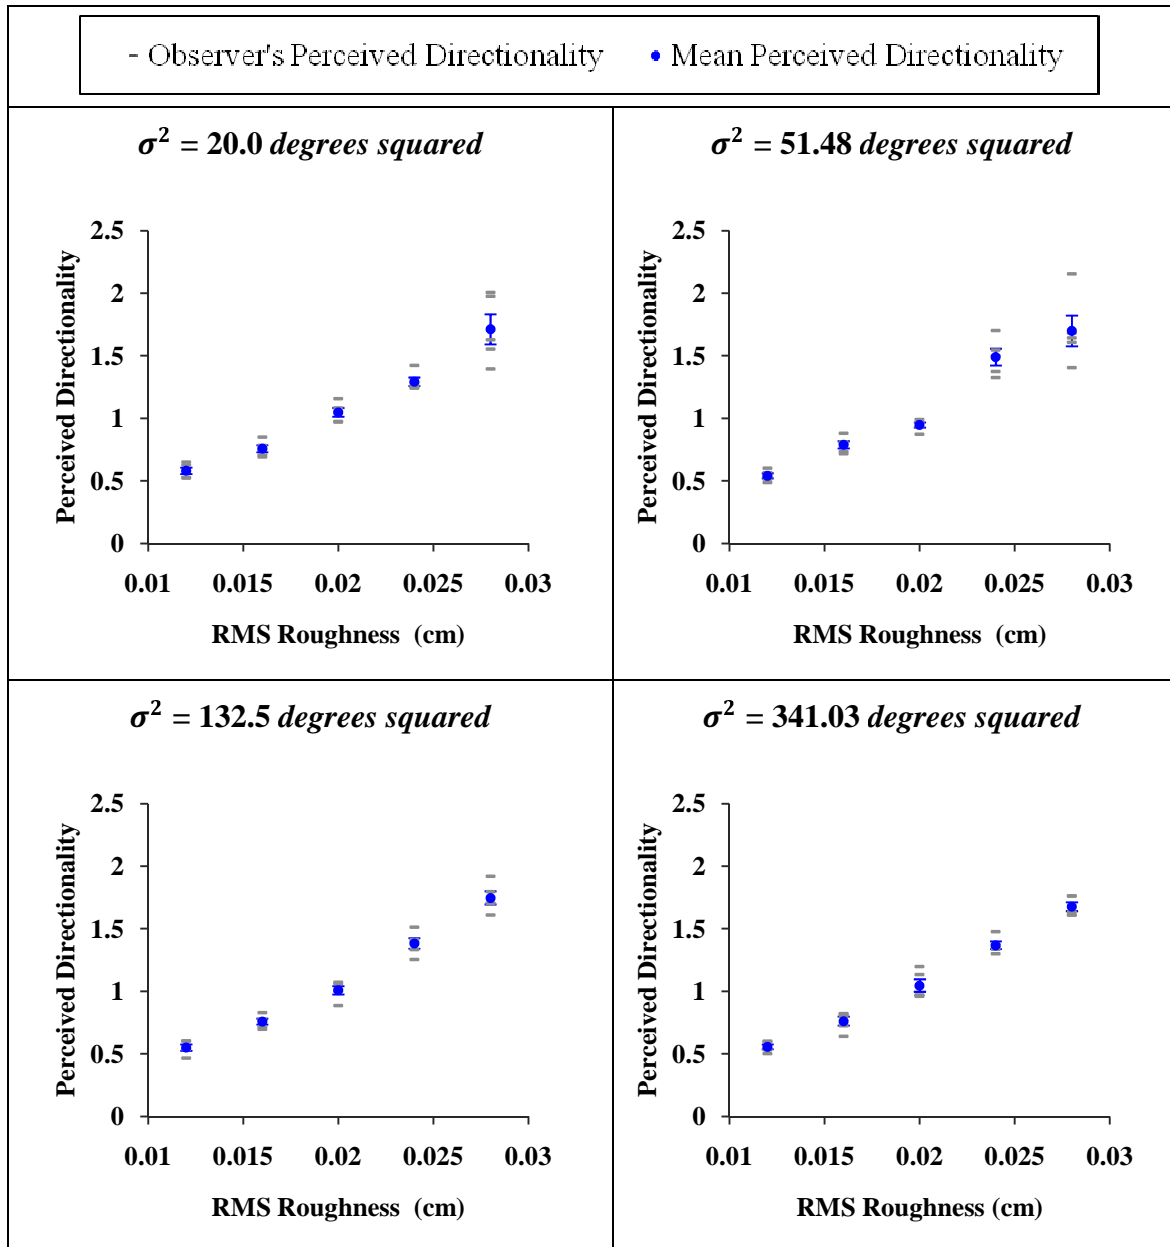 Observer's Perceived Directionality Mean Perceived Directionality
σ² = 20.0 degrees squared
2.5
2
1.5
1
0.5
0
Perceived Directionality
0.01 0.015 0.02 0.025 0.03
RMS Roughness (cm)
σ² = 51.48 degrees squared
2.5
2
1.5
1
0.5
0
Perceived Directionality
0.01 0.015 0.02 0.025 0.03
RMS Roughness (cm)
σ² = 132.5 degrees squared
2.5
2
1.5
1
0.5
0
Perceived Directionality
0.01 0.015 0.02 0.025 0.03
RMS Roughness (cm)
σ² = 341.03 degrees squared
2.5
2
1.5
1
0.5
0
Perceived Directionality
0.01 0.015 0.02 0.025 0.03
RMS Roughness (cm)